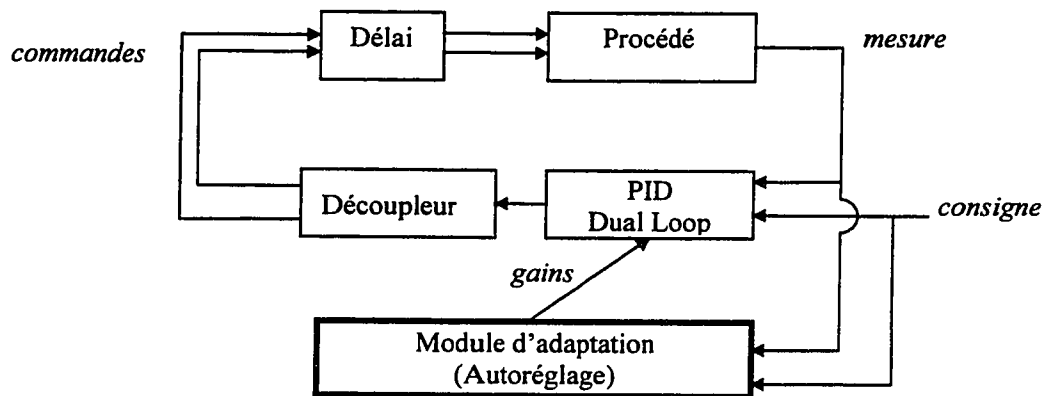 commandes
Délai
Procédé
mesure
Découpleur
PID
Dual Loop
consigne
gains
Module d'adaptation
(Autoréglage)